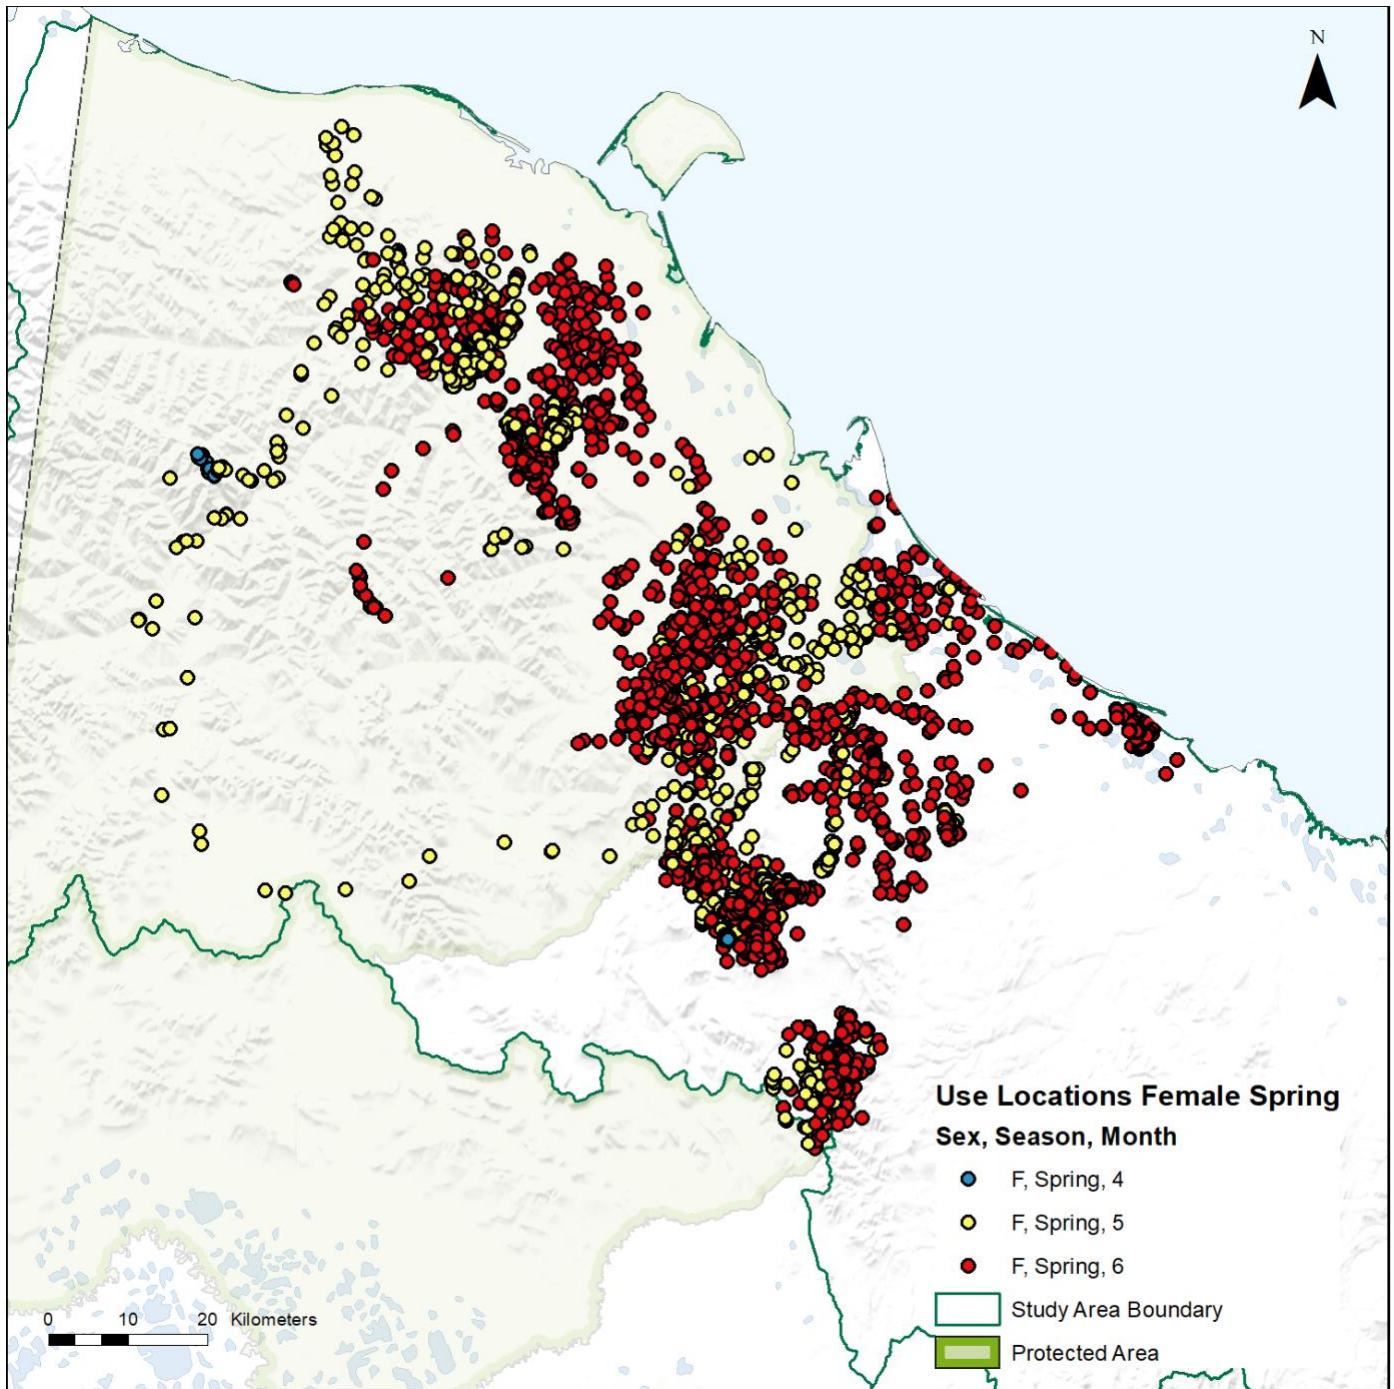 N
Use Locations Female Spring
Sex, Season, Month
F, Spring, 4
F, Spring, 5
F, Spring, 6
Study Area Boundary
Protected Area
0 10 20 Kilometers